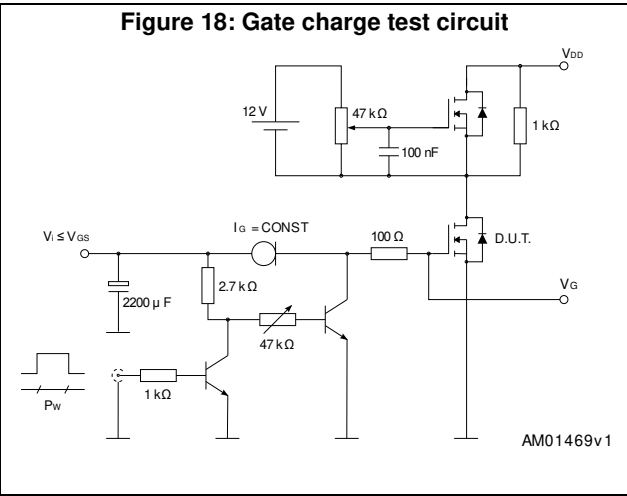 Figure 18: Gate charge test circuit
VDD
12 V
47 kΩ
1 kΩ
100 nF
Vi ≤ VGS
IG = CONST
100 Ω
D.U.T.
2.7 kΩ
2200 μF
VG
47 kΩ
1 kΩ
PW
AM01469v1